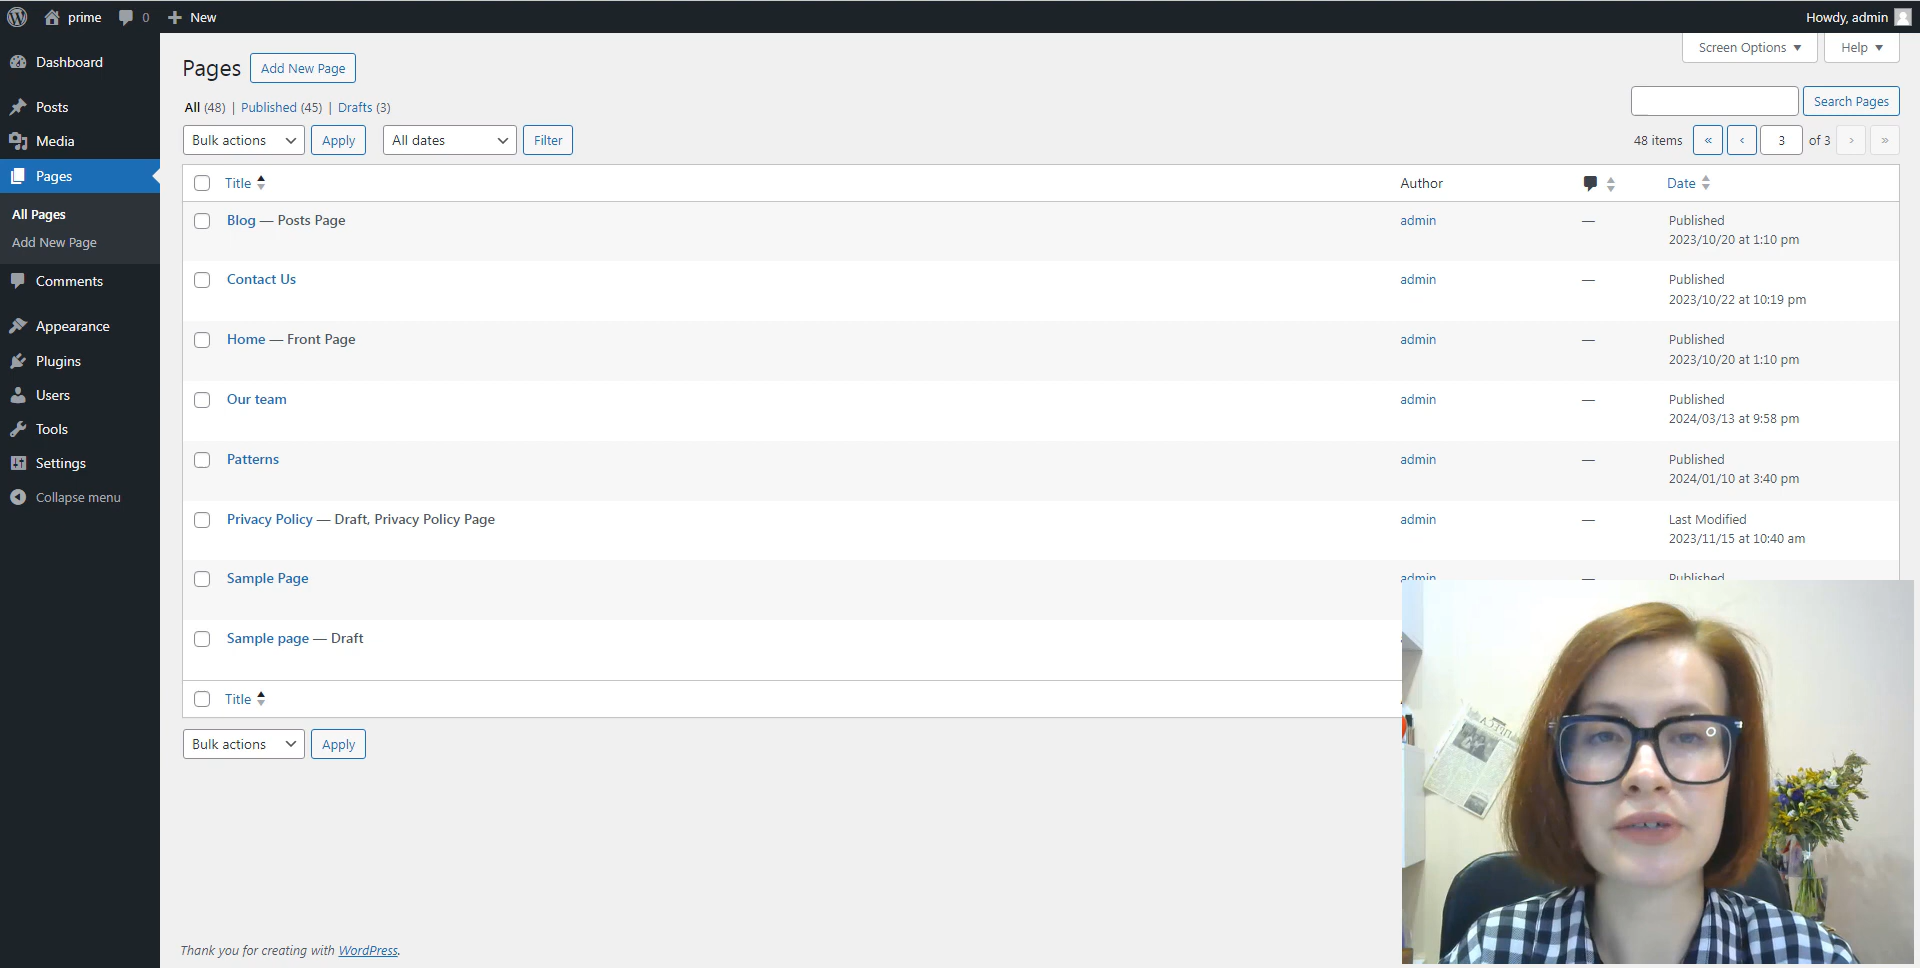 prime 0 New Howdy, admin
Screen Options Help
Dashboard
Posts
Media
Pages
All Pages
Add New Page
Comments
Appearance
Plugins
Users
Tools
Settings
Collapse menu
Pages Add New Page
All (48) | Published (45) | Drafts (3)
Search Pages
Bulk actions Apply All dates Filter
48 items « ‹ 3 of 3 › »
Title Author Date
Blog — Posts Page admin — Published
2023/10/20 at 1:10 pm
Contact Us admin — Published
2023/10/22 at 10:19 pm
Home — Front Page admin — Published
2023/10/20 at 1:10 pm
Our team admin — Published
2024/03/13 at 9:58 pm
Patterns admin — Published
2024/01/10 at 3:40 pm
Privacy Policy — Draft, Privacy Policy Page admin — Last Modified
2023/11/15 at 10:40 am
Sample Page admin — Published
Sample page — Draft
Title
Bulk actions Apply
Thank you for creating with WordPress.